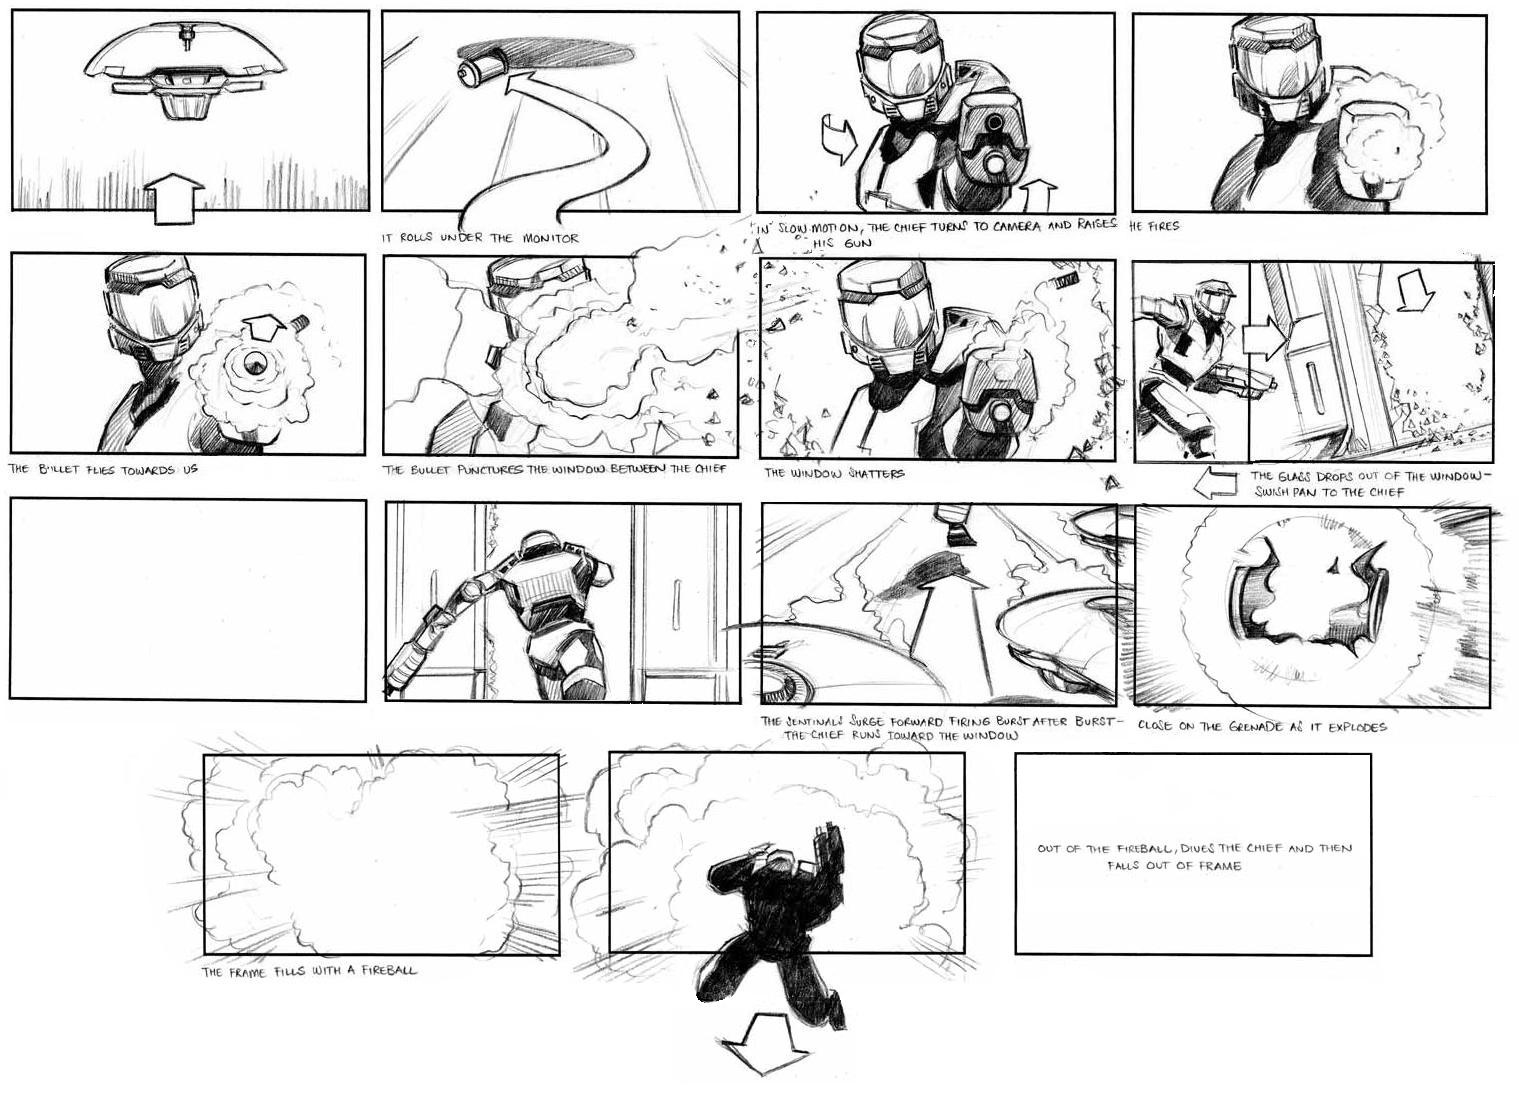 IT ROLLS UNDER THE MONITOR
IN SLOW MOTION, THE CHIEF TURNS TO CAMERA AND RAISES
HIS GUN
HE FIRES
THE BULLET FLIES TOWARDS US
THE BULLET PUNCTURES THE WINDOW BETWEEN THE CHIEF
THE WINDOW SHATTERS
THE GLASS DROPS OUT OF THE WINDOW -
SWISH PAN TO THE CHIEF
THE SENTINALS SURGE FORWARD FIRING BURST AFTER BURST -
THE CHIEF RUNS TOWARD THE WINDOW
CLOSE ON THE GRENADE AS IT EXPLODES
THE FRAME FILLS WITH A FIREBALL
OUT OF THE FIREBALL, DIVES THE CHIEF AND THEN
FALLS OUT OF FRAME